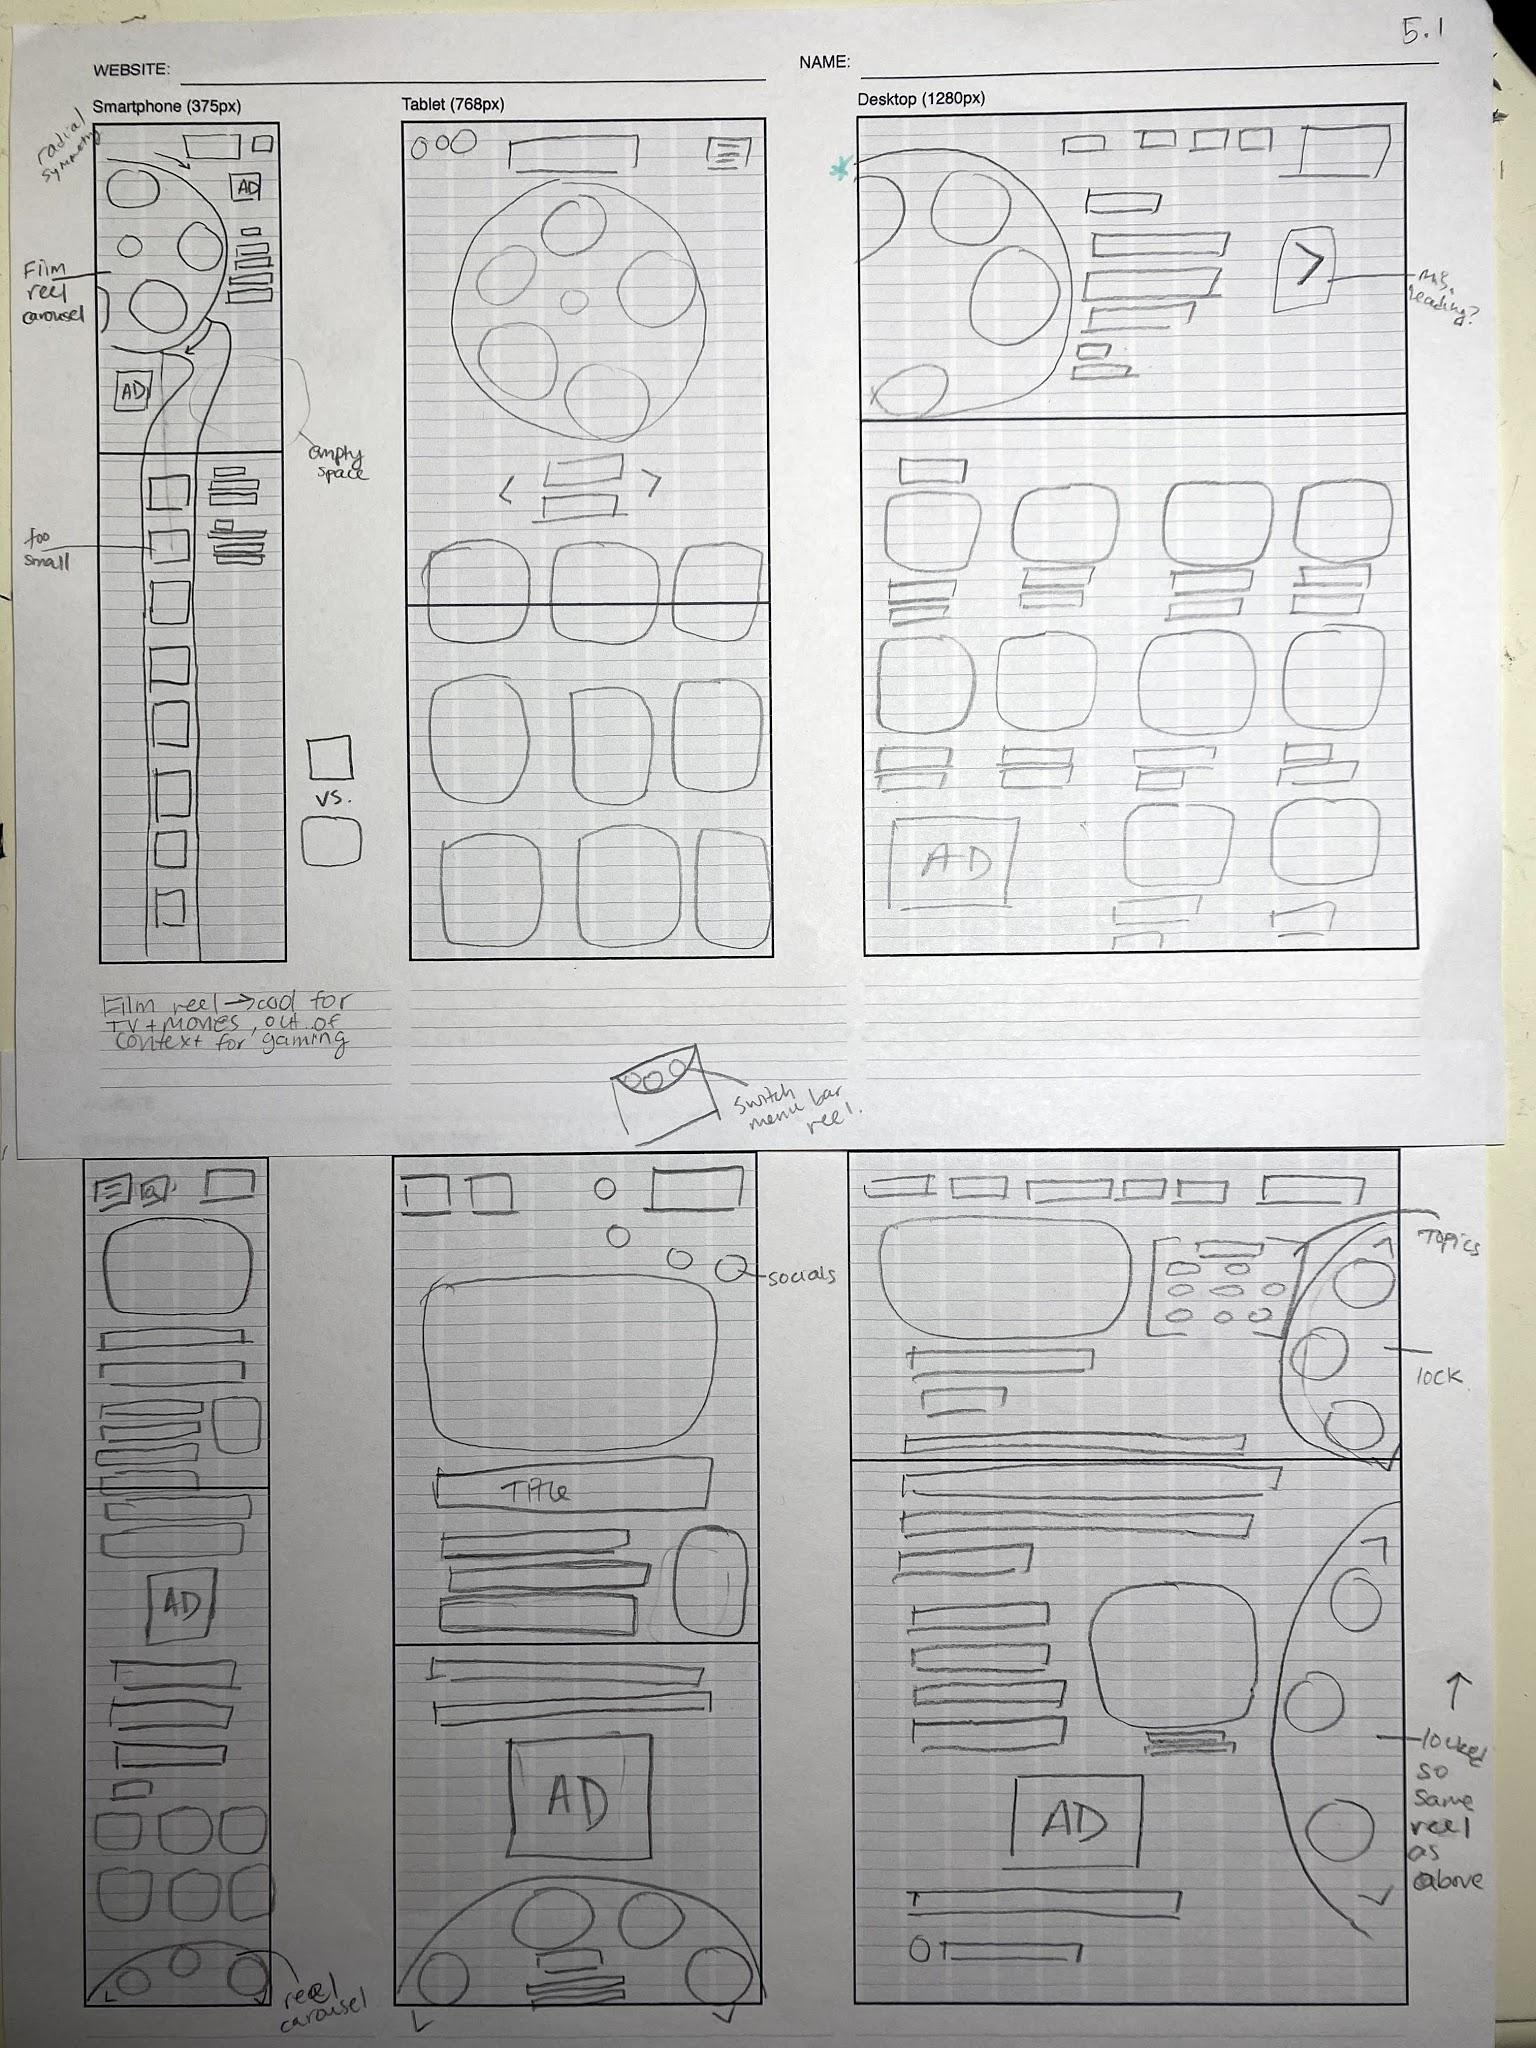 5.1
WEBSITE:
NAME:
Smartphone (375px)
Tablet (768px)
Desktop (1280px)
radial
symmetry
AD
Film
reel
carousel
mis.
leading?
AD
empty
space
too
small
vs.
AD
Film reel → cool for
TV + Movies, out of
context for gaming
switch
menu bar
reel.
Topics
socials
lock
Title
AD
AD
AD
locked
so
same
reel
as
above
reel
carousel